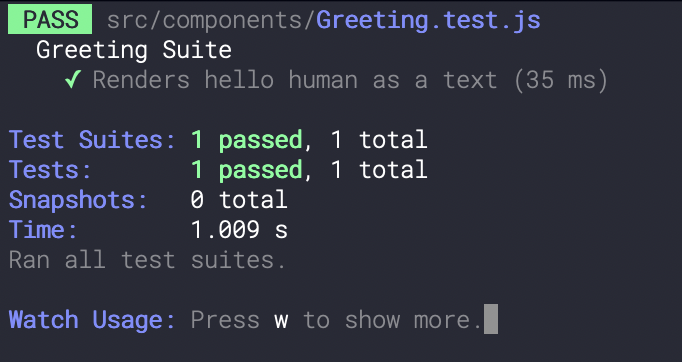 PASS src/components/Greeting.test.js
Greeting Suite
✓ Renders hello human as a text (35 ms)
Test Suites: 1 passed, 1 total
Tests: 1 passed, 1 total
Snapshots: 0 total
Time: 1.009 s
Ran all test suites.
Watch Usage: Press w to show more.